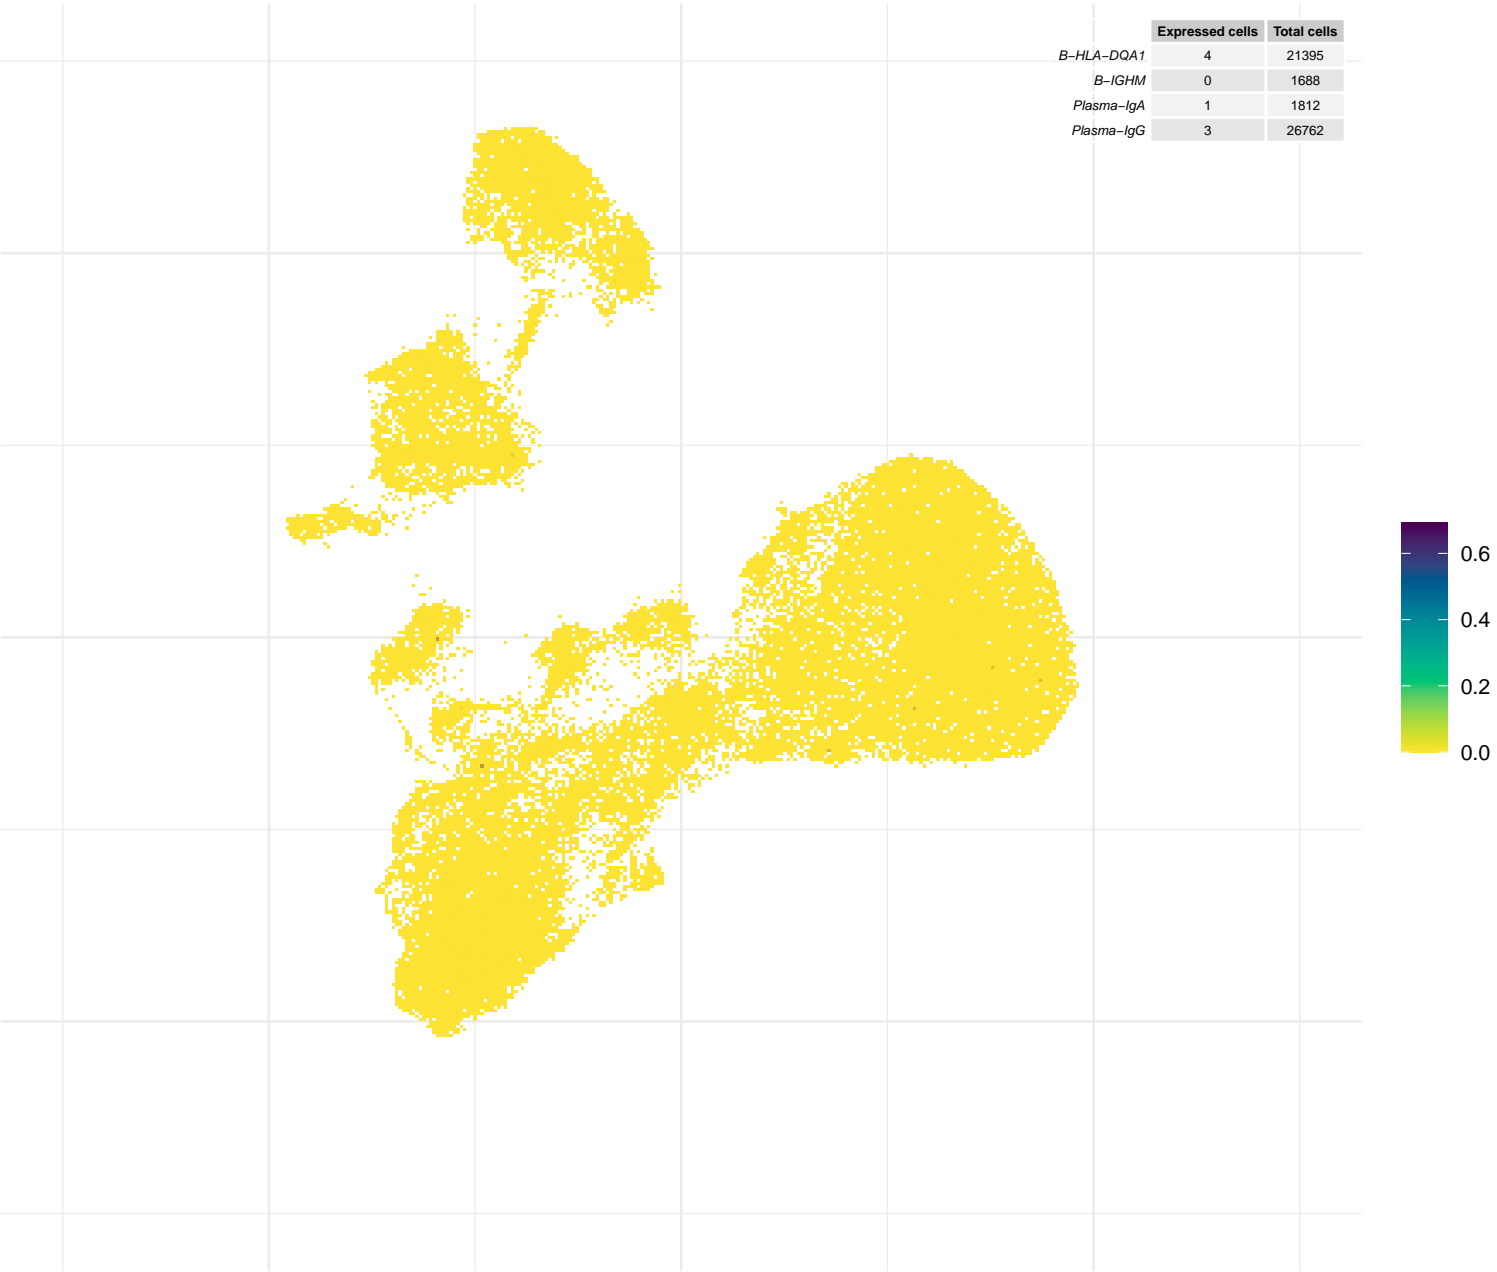 Expressed cells Total cells
B−HLA−DQA1 4 21395
B−IGHM 0 1688
Plasma−IgA 1 1812
Plasma−IgG 3 26762
0.6
0.4
0.2
0.0